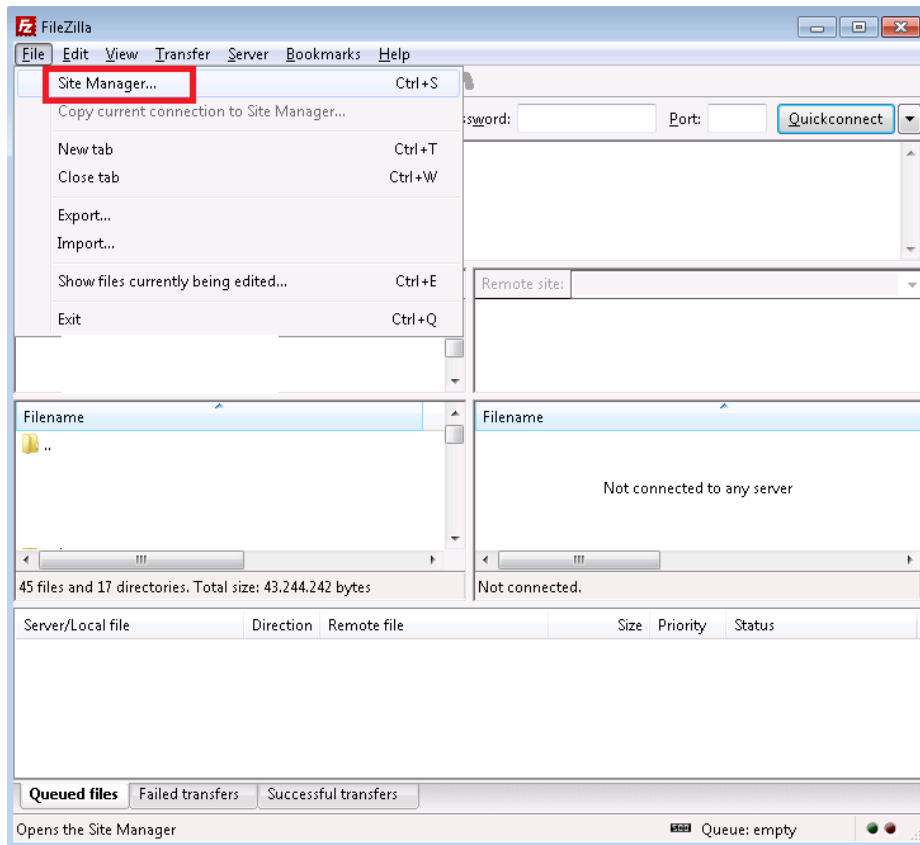 FileZilla
File Edit View Transfer Server Bookmarks Help
Site Manager... Ctrl+S
Copy current connection to Site Manager...
ssword: Port: Quickconnect
New tab Ctrl+T
Close tab Ctrl+W
Export...
Import...
Show files currently being edited... Ctrl+E
Remote site:
Exit Ctrl+Q
Filename Filename
..
Not connected to any server
45 files and 17 directories. Total size: 43.244.242 bytes Not connected.
Server/Local file Direction Remote file Size Priority Status
Queued files Failed transfers Successful transfers
Opens the Site Manager Queue: empty